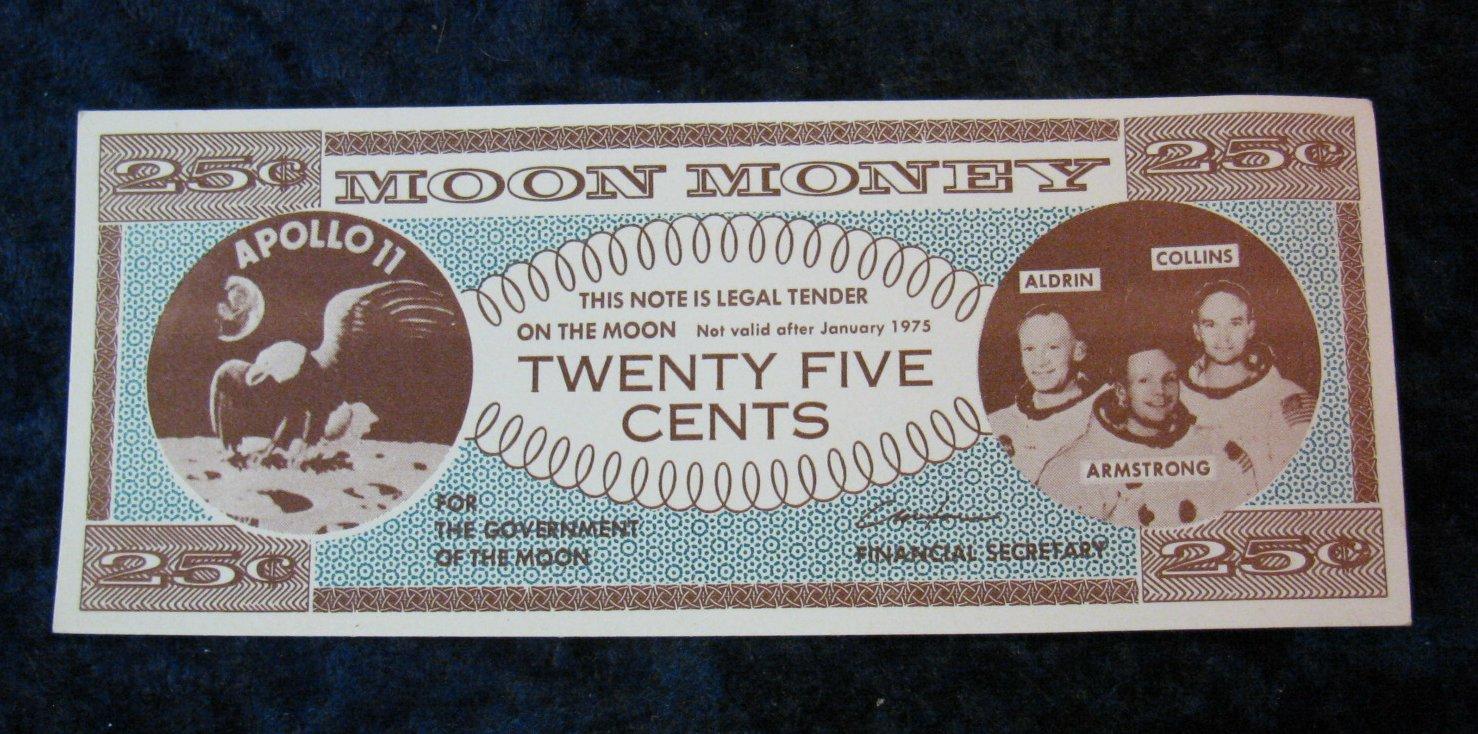 25¢ MOON MONEY 25¢
APOLLO 11
THIS NOTE IS LEGAL TENDER
ON THE MOON Not valid after January 1975
TWENTY FIVE
CENTS
ALDRIN
COLLINS
ARMSTRONG
FOR
THE GOVERNMENT
OF THE MOON
FINANCIAL SECRETARY
25¢ 25¢